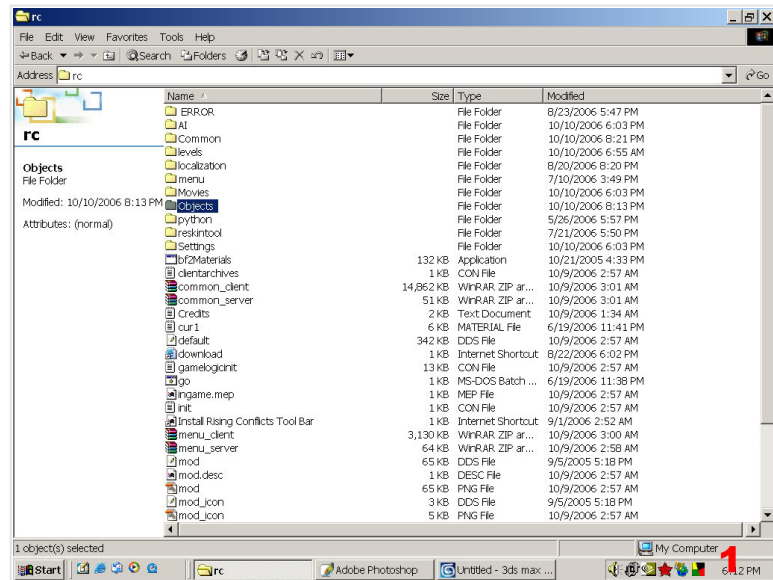 rc
File Edit View Favorites Tools Help
Back Search Folders
Address rc Go
Name Size Type Modified
rc
Objects
File Folder
Modified: 10/10/2006 8:13 PM
Attributes: (normal)
ERROR File Folder 8/23/2006 5:47 PM
AI File Folder 10/10/2006 6:03 PM
Common File Folder 10/10/2006 8:21 PM
levels File Folder 10/10/2006 6:55 AM
localization File Folder 8/20/2006 8:20 PM
menu File Folder 7/10/2006 3:49 PM
Movies File Folder 10/10/2006 6:03 PM
Objects File Folder 10/10/2006 8:13 PM
python File Folder 5/26/2006 5:57 PM
reskintool File Folder 7/21/2006 5:50 PM
Settings File Folder 10/10/2006 6:03 PM
bf2Materials 132 KB Application 10/21/2005 4:33 PM
clientarchives 1 KB CON File 10/9/2006 2:57 AM
common_client 14,862 KB WinRAR ZIP ar... 10/9/2006 3:01 AM
common_server 51 KB WinRAR ZIP ar... 10/9/2006 3:01 AM
Credits 2 KB Text Document 10/9/2006 1:34 AM
cur1 6 KB MATERIAL File 6/19/2006 11:41 PM
default 342 KB DDS File 10/9/2006 2:57 AM
download 1 KB Internet Shortcut 8/22/2006 6:02 PM
gamelogicinit 13 KB CON File 10/9/2006 2:57 AM
go 1 KB MS-DOS Batch ... 6/19/2006 11:38 PM
ingame.mep 1 KB MEP File 10/9/2006 2:57 AM
init 1 KB CON File 10/9/2006 2:57 AM
Install Rising Conflicts Tool Bar 1 KB Internet Shortcut 9/1/2006 2:52 AM
menu_client 3,130 KB WinRAR ZIP ar... 10/9/2006 3:00 AM
menu_server 64 KB WinRAR ZIP ar... 10/9/2006 2:58 AM
mod 65 KB DDS File 9/5/2005 5:18 PM
mod.desc 1 KB DESC File 10/9/2006 2:57 AM
mod 65 KB PNG File 10/9/2006 2:57 AM
mod_icon 3 KB DDS File 9/5/2005 5:18 PM
mod_icon 5 KB PNG File 10/9/2006 2:57 AM
1 object(s) selected My Computer
Start rc Adobe Photoshop Untitled - 3ds max ... 1 PM